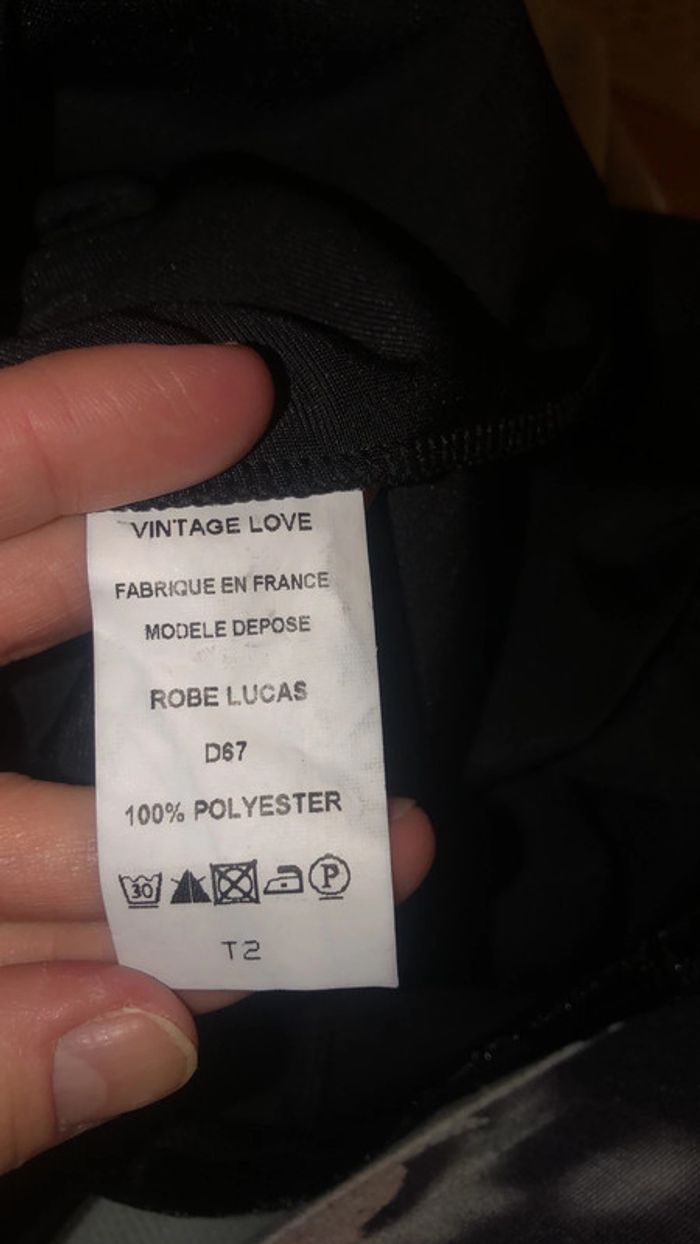 VINTAGE LOVE
FABRIQUE EN FRANCE
MODELE DEPOSE
ROBE LUCAS
D67
100% POLYESTER
30 P
T2